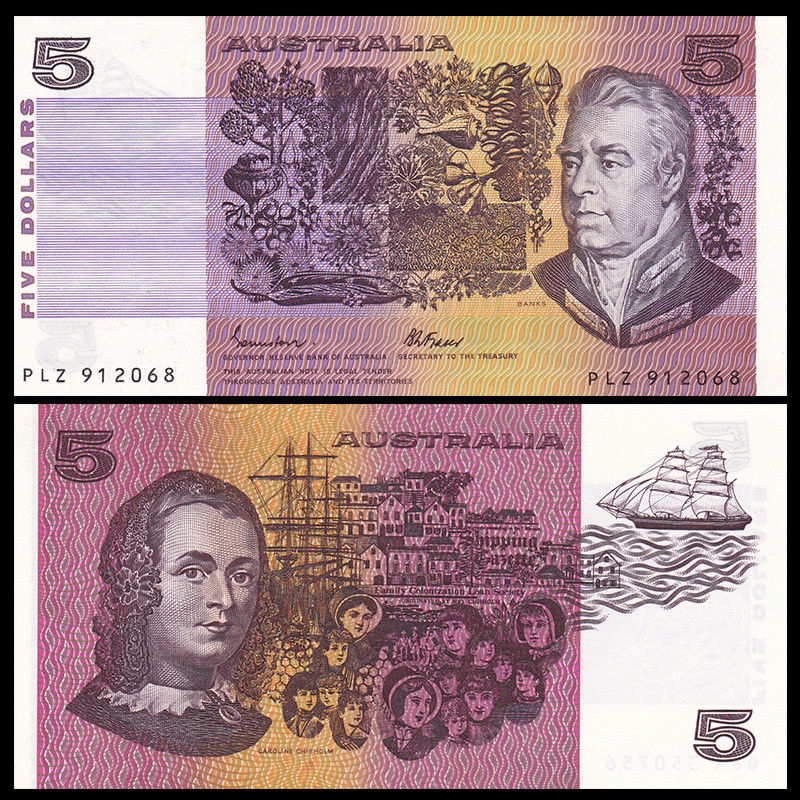 5
AUSTRALIA
5
FIVE DOLLARS
BANKS
B.W. Fraser
GOVERNOR, RESERVE BANK OF AUSTRALIA
SECRETARY TO THE TREASURY
THIS AUSTRALIAN NOTE IS LEGAL TENDER
THROUGHOUT AUSTRALIA AND ITS TERRITORIES
PLZ 912068
PLZ 912068
5
AUSTRALIA
Shipping
Gazette
Family Colonization Loan Society
CAROLINE CHISHOLM
5